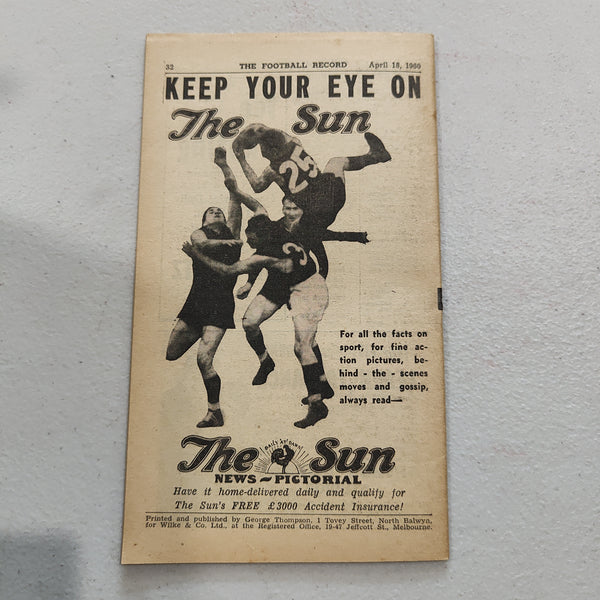 32 THE FOOTBALL RECORD April 18, 1960
KEEP YOUR EYE ON
The Sun
25
3
For all the facts on
sport, for fine ac-
tion pictures, be-
hind - the - scenes
moves and gossip,
always read—
The Sun
"DAILY AT DAWN"
NEWS - PICTORIAL
Have it home-delivered daily and qualify for
The Sun's FREE £3000 Accident Insurance!
Printed and published by George Thompson, 1 Tovey Street, North Balwyn,
for Wilke & Co. Ltd., at the Registered Office, 19-47 Jeffcott St., Melbourne.